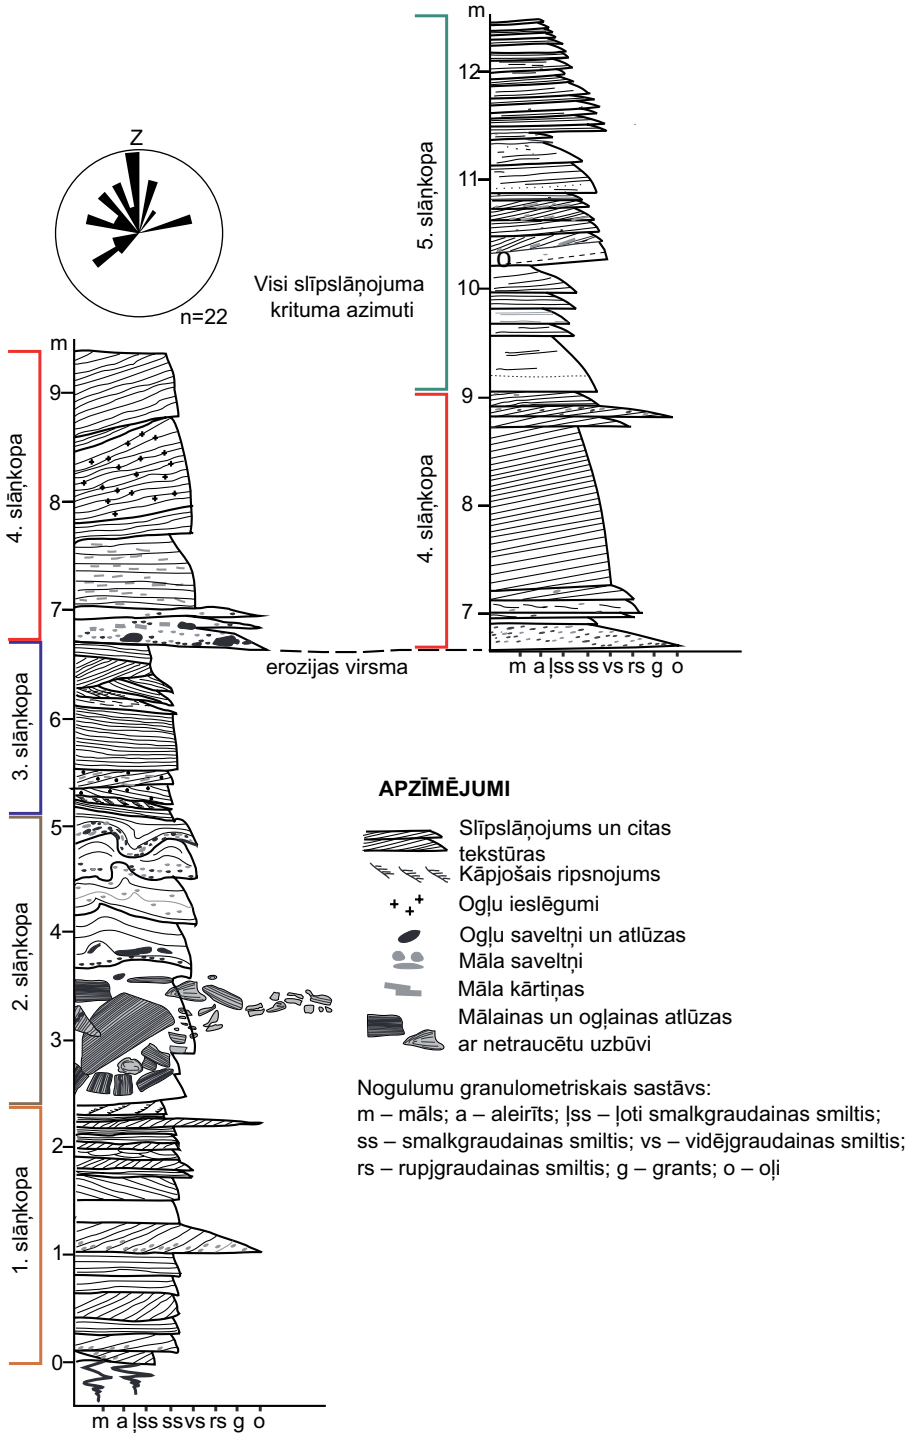 m
12
11
10
9
8
7
5. slāņkopa
4. slāņkopa
m a ļss ss vs rs g o
Z
n=22
Visi slīpslāņojuma
krituma azimuti
m
9
8
7
6
5
4
3
2
1
0
4. slāņkopa
3. slāņkopa
2. slāņkopa
1. slāņkopa
m a ļss ss vs rs g o
erozijas virsma
APZĪMĒJUMI
Slīpslāņojums un citas
tekstūras
Kāpjošais ripsnojums
Ogļu ieslēgumi
Ogļu saveltņi un atlūzas
Māla saveltņi
Māla kārtiņas
Mālainas un ogļainas atlūzas
ar netraucētu uzbūvi
Nogulumu granulometriskais sastāvs:
m – māls; a – aleirīts; ļss – ļoti smalkgraudainas smiltis;
ss – smalkgraudainas smiltis; vs – vidējgraudainas smiltis;
rs – rupjgraudainas smiltis; g – grants; o – oļi